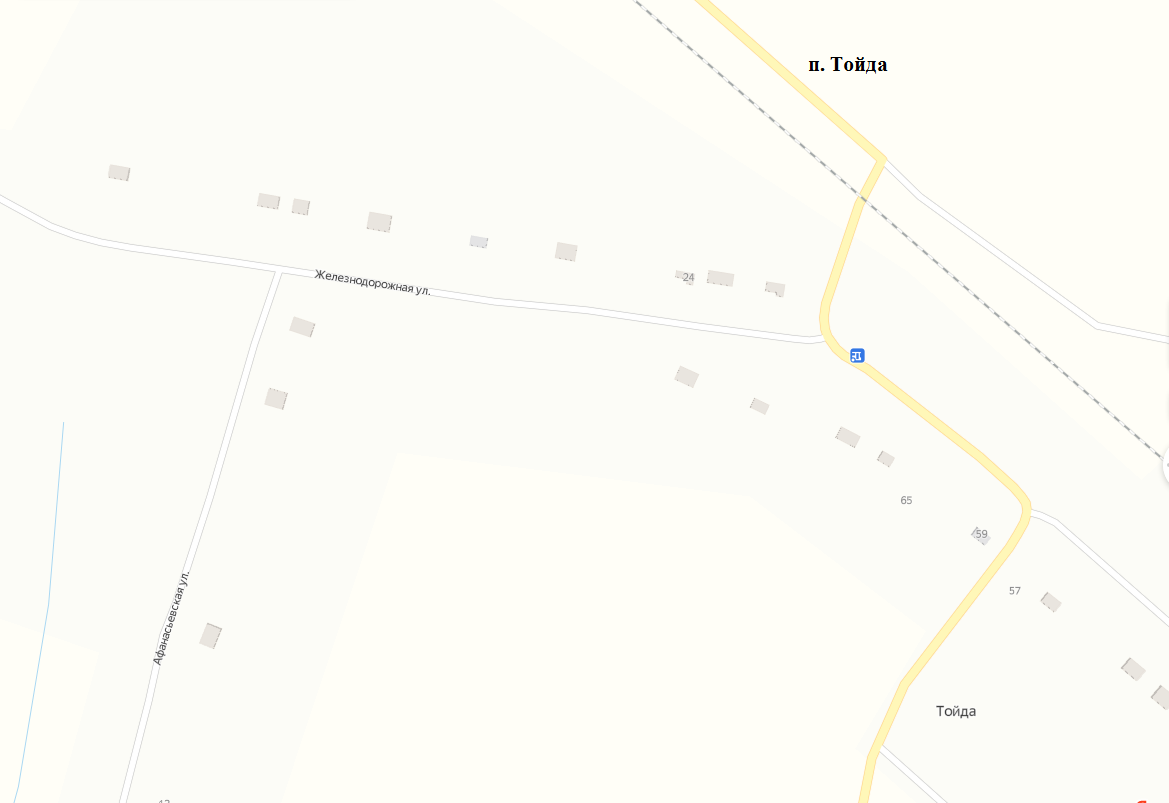 п. Тойда
24
Железнодорожная ул.
65
59
57
Афанасьевская ул.
Тойда